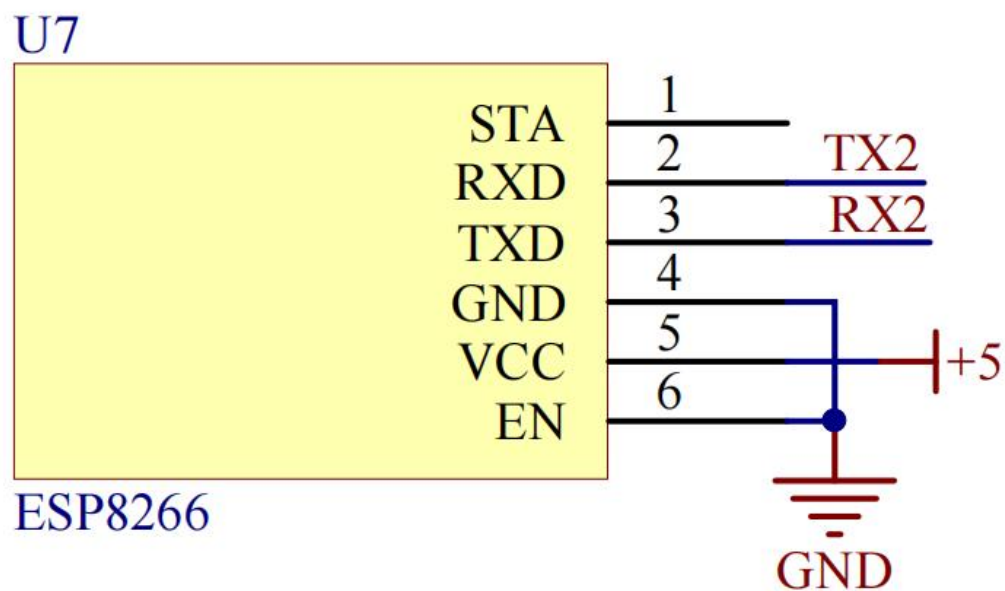 U7
STA 1
RXD 2 TX2
TXD 3 RX2
GND 4
VCC 5 +5
EN 6
ESP8266
GND